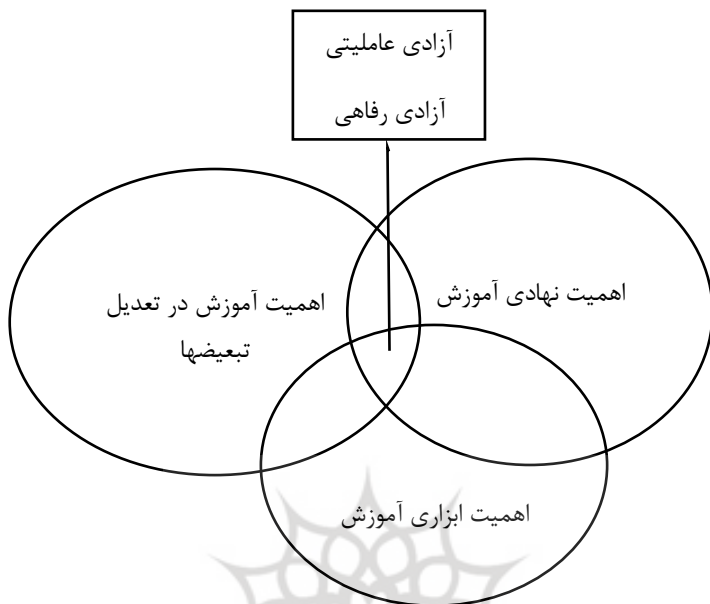 آزادی عاملیتی
آزادی رفاهی
اهمیت نهادی آموزش
اهمیت آموزش در تعدیل
تبعیضها
اهمیت ابزاری آموزش